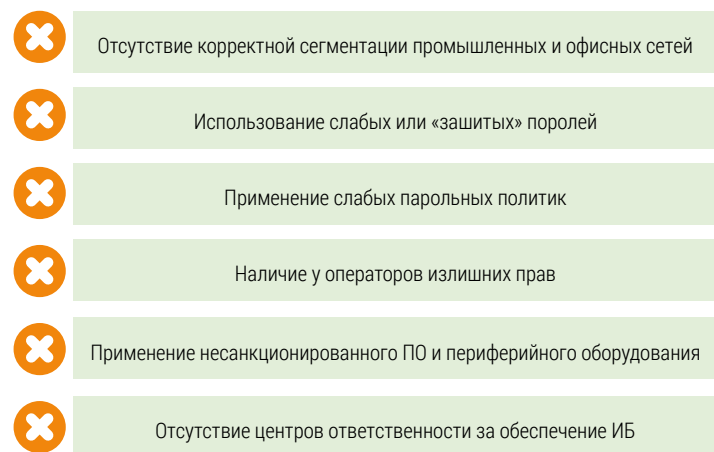 Отсутствие корректной сегментации промышленных и офисных сетей
Использование слабых или «зашитых» поролей
Применение слабых парольных политик
Наличие у операторов излишних прав
Применение несанкционированного ПО и периферийного оборудования
Отсутствие центров ответственности за обеспечение ИБ